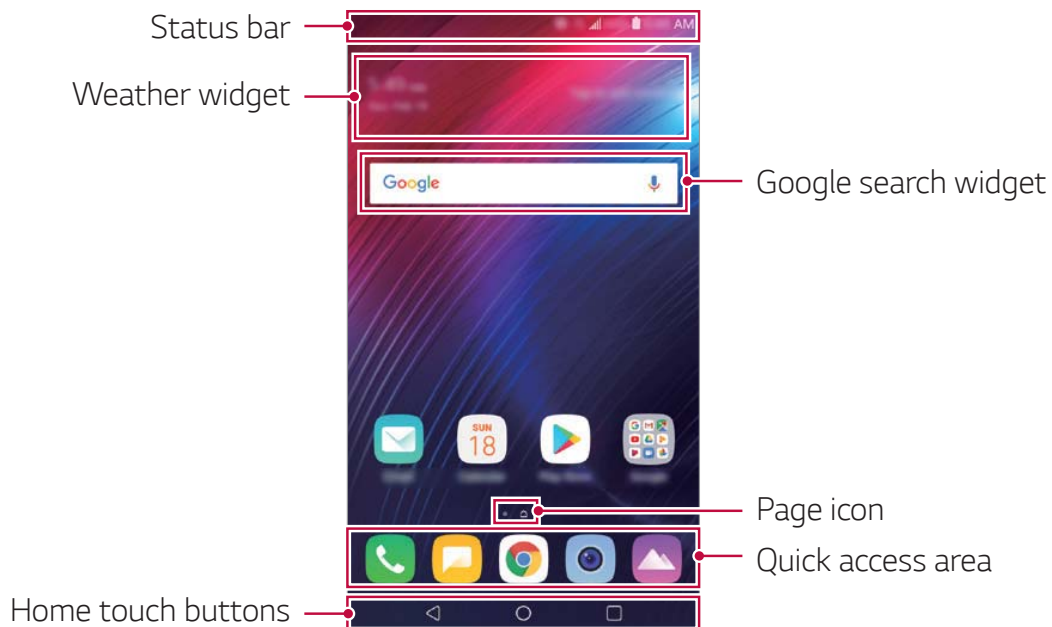 Status bar
AM
Weather widget
Google
Google search widget
SUN
18
Page icon
Quick access area
Home touch buttons